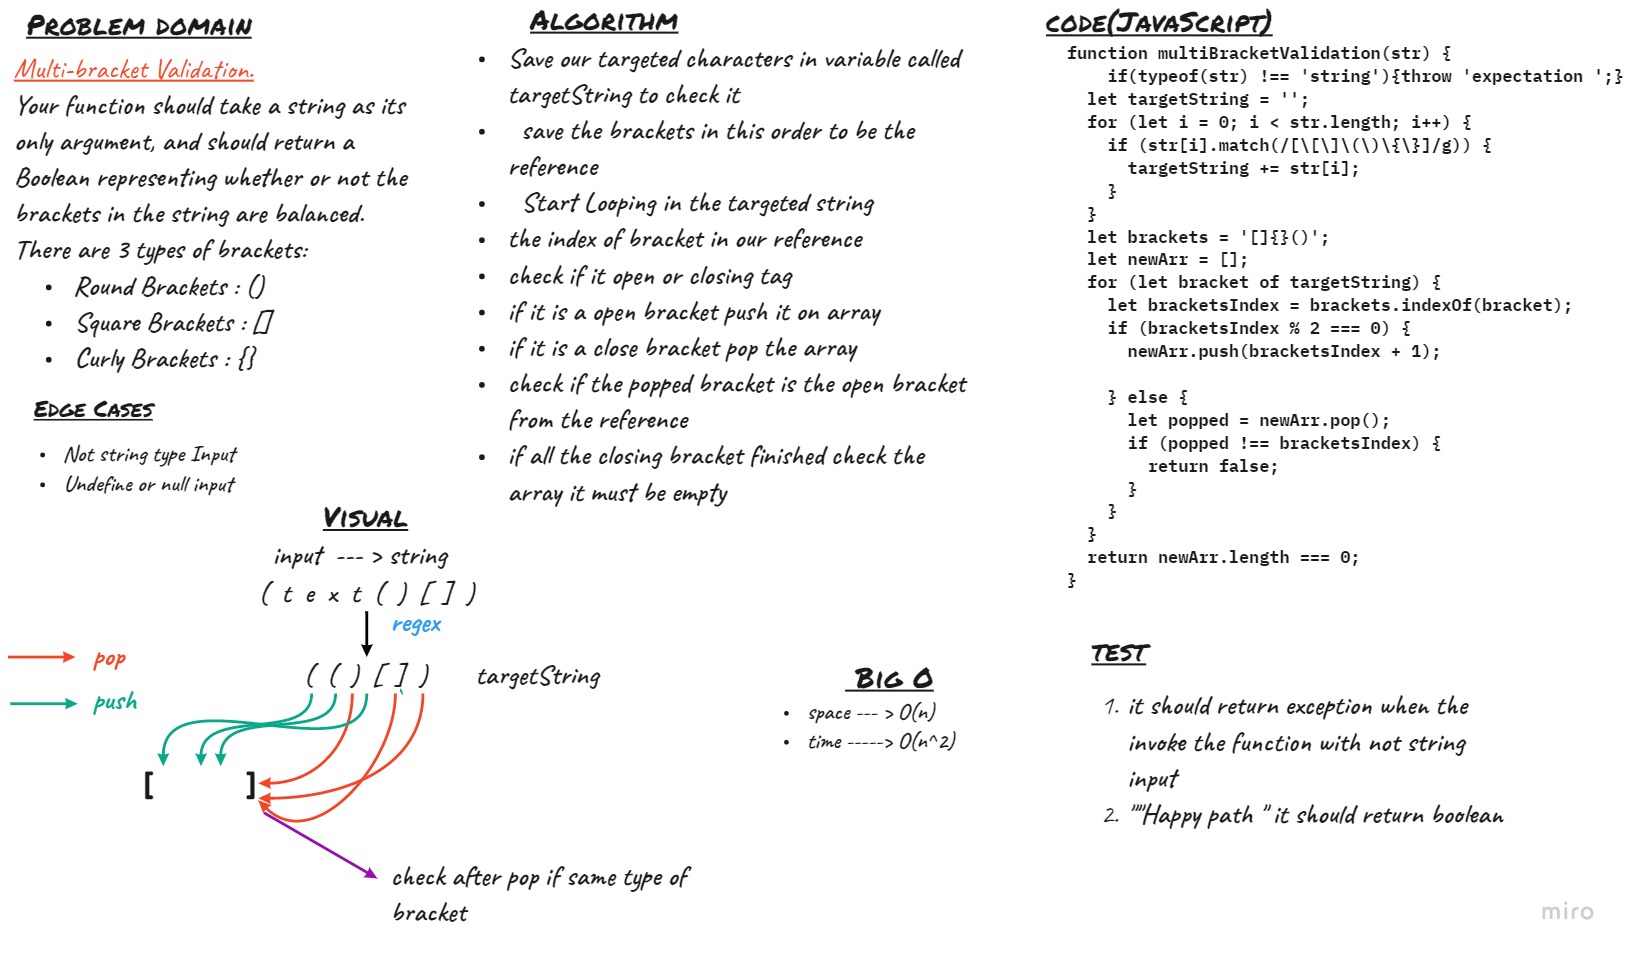 PROBLEM DOMAIN
Multi-bracket Validation.
Your function should take a string as its
only argument, and should return a
Boolean representing whether or not the
brackets in the string are balanced.
There are 3 types of brackets:
• Round Brackets : ()
• Square Brackets : []
• Curly Brackets : {}
EDGE CASES
• Not string type Input
• Undefine or null input
ALGORITHM
• Save our targeted characters in variable called
targetString to check it
• save the brackets in this order to be the
reference
• Start Looping in the targeted string
• the index of bracket in our reference
• check if it open or closing tag
• if it is a open bracket push it on array
• if it is a close bracket pop the array
• check if the popped bracket is the open bracket
from the reference
• if all the closing bracket finished check the
array it must be empty
CODE(JAVASCRIPT)
function multiBracketValidation(str) {
if(typeof(str) !== 'string'){throw 'expectation ';}
let targetString = '';
for (let i = 0; i < str.length; i++) {
if (str[i].match(/[\[\]\(\)\{\}]/g)) {
targetString += str[i];
}
}
let brackets = '[]{}()';
let newArr = [];
for (let bracket of targetString) {
let bracketsIndex = brackets.indexOf(bracket);
if (bracketsIndex % 2 === 0) {
newArr.push(bracketsIndex + 1);
} else {
let popped = newArr.pop();
if (popped !== bracketsIndex) {
return false;
}
}
}
return newArr.length === 0;
}
VISUAL
input --- > string
( t e x t ( ) [ ] )
regex
( ( ) [ ] ) targetString
pop
push
[ ]
check after pop if same type of
bracket
BIG O
• space --- > O(n)
• time -----> O(n^2)
TEST
1. it should return exception when the
invoke the function with not string
input
2. ""Happy path " it should return boolean
miro